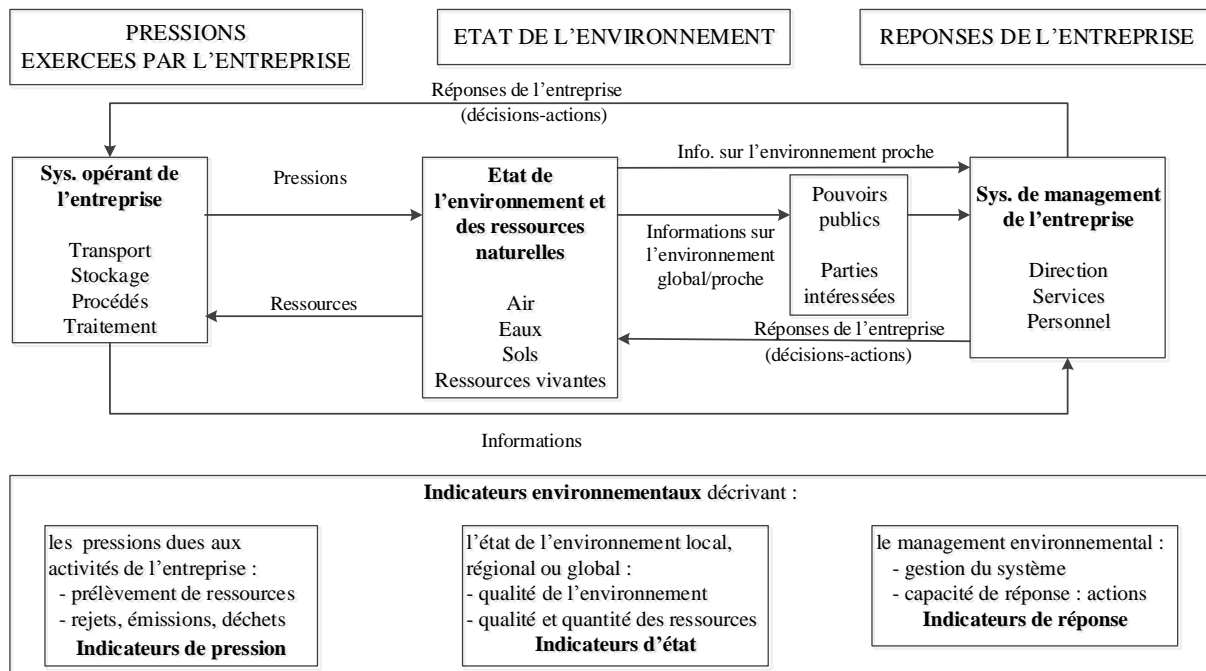 PRESSIONS
EXERCEES PAR L’ENTREPRISE
ETAT DE L’ENVIRONNEMENT
REPONSES DE L’ENTREPRISE
Réponses de l’entreprise
(décisions-actions)
Sys. opérant de
l’entreprise
Transport
Stockage
Procédés
Traitement
Pressions
Ressources
Etat de
l’environnement et
des ressources
naturelles
Air
Eaux
Sols
Ressources vivantes
Info. sur l’environnement proche
Informations sur
l’environnement
global/proche
Pouvoirs
publics
Parties
intéressées
Réponses de l’entreprise
(décisions-actions)
Sys. de management
de l’entreprise
Direction
Services
Personnel
Informations
Indicateurs environnementaux décrivant :
les pressions dues aux
activités de l’entreprise :
- prélèvement de ressources
- rejets, émissions, déchets
Indicateurs de pression
l’état de l’environnement local,
régional ou global :
- qualité de l’environnement
- qualité et quantité des ressources
Indicateurs d’état
le management environnemental :
- gestion du système
- capacité de réponse : actions
Indicateurs de réponse